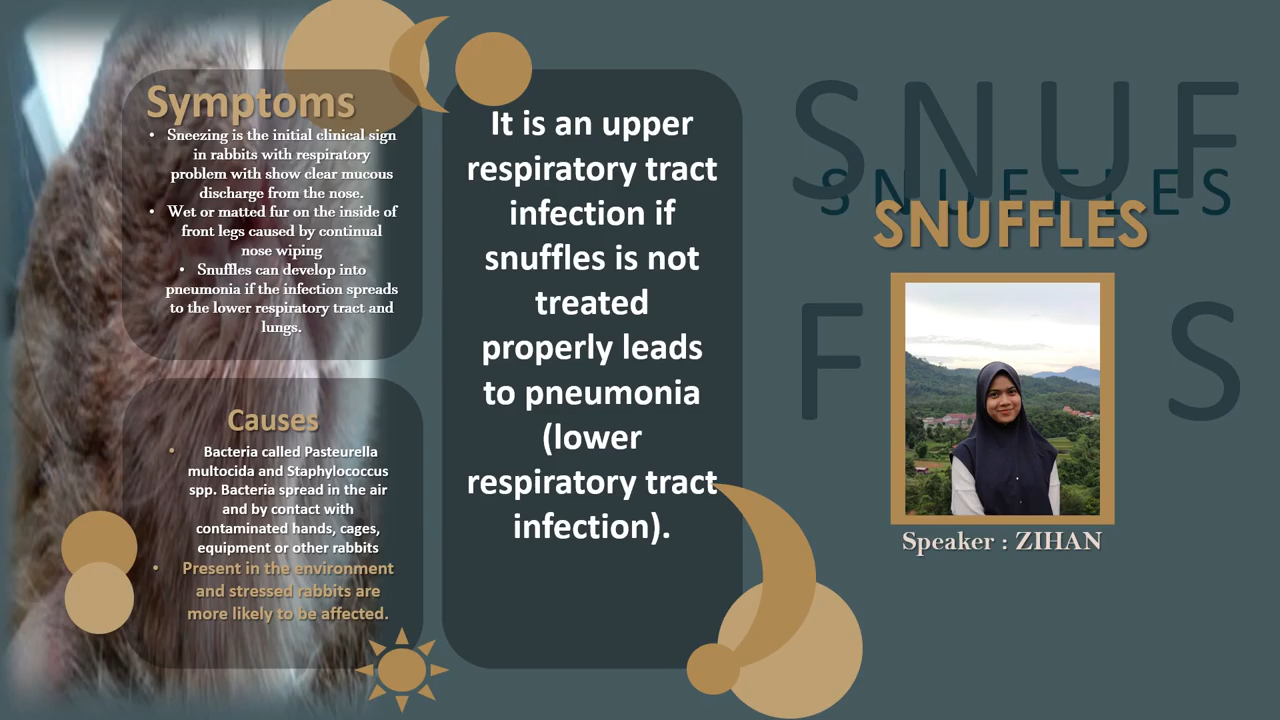 Symptoms
• Sneezing is the initial clinical sign
in rabbits with respiratory
problem with show clear mucous
discharge from the nose.
• Wet or matted fur on the inside of
front legs caused by continual
nose wiping
• Snuffles can develop into
pneumonia if the infection spreads
to the lower respiratory tract and
lungs.
Causes
• Bacteria called Pasteurella
multocida and Staphylococcus
spp. Bacteria spread in the air
and by contact with
contaminated hands, cages,
equipment or other rabbits
• Present in the environment
and stressed rabbits are
more likely to be affected.
It is an upper
respiratory tract
infection if
snuffles is not
treated
properly leads
to pneumonia
(lower
respiratory tract
infection).
SNUF
SNUFFLES
SNUFFLES
F S
Speaker : ZIHAN